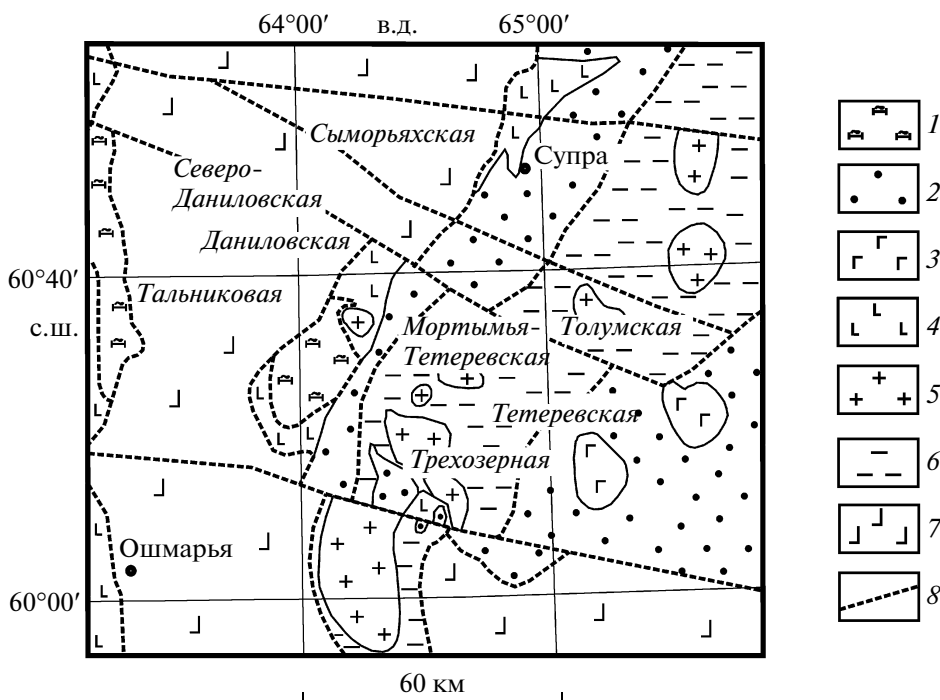 64°00′ в.д. 65°00′
Сыморьяхская
Супра
Северо-
Даниловская
Даниловская
60°40′
Тальниковая
с.ш.
Мортымья-
Тетеревская
Толумская
Тетеревская
Трехозерная
Ошмарья
60°00′
60 км
1
2
3
4
5
6
7
8